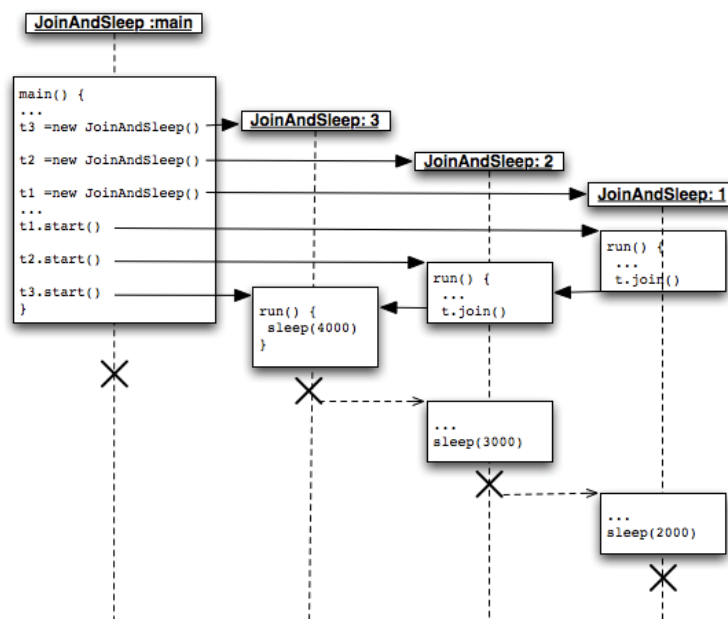 JoinAndSleep :main
main() {
...
t3 =new JoinAndSleep()
t2 =new JoinAndSleep()
t1 =new JoinAndSleep()
...
t1.start()
t2.start()
t3.start()
}
JoinAndSleep: 3
run() {
sleep(4000)
}
JoinAndSleep: 2
run() {
...
t.join()
...
sleep(3000)
JoinAndSleep: 1
run() {
...
t.join()
...
sleep(2000)